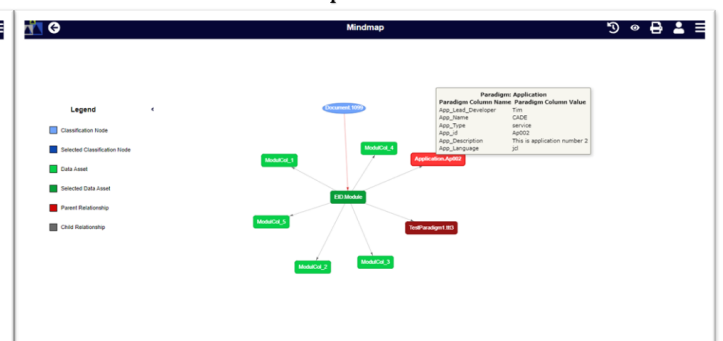 Mindmap
Legend
Classification Node
Selected Classification Node
Data Asset
Selected Data Asset
Parent Relationship
Child Relationship
ModulCol_1
ModulCol_4
Application.Ap002
EID.Module
ModulCol_5
ModulCol_2
ModulCol_3
Paradigm: Application
Paradigm Column Name Paradigm Column Value
App_Lead_Developer Tim
App_Name CADE
App_Type service
App_id Ap002
App_Description This is application number 2
App_Language jcl